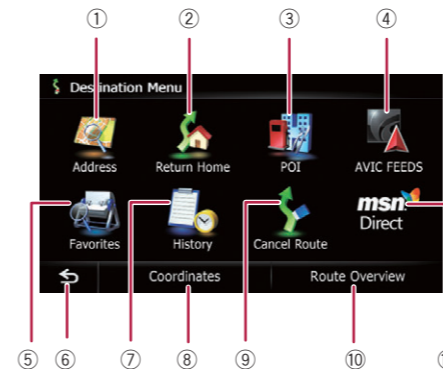 ① ② ③ ④
Destination Menu
Address Return Home POI AVIC FEEDS
msn
Direct
Favorites History Cancel Route
Coordinates Route Overview
⑤ ⑥ ⑦ ⑧ ⑨ ⑩